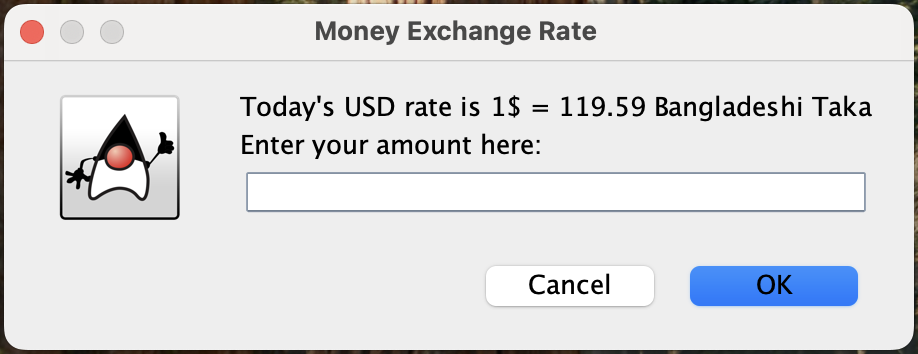 Money Exchange Rate
Today's USD rate is 1$ = 119.59 Bangladeshi Taka
Enter your amount here:
Cancel
OK